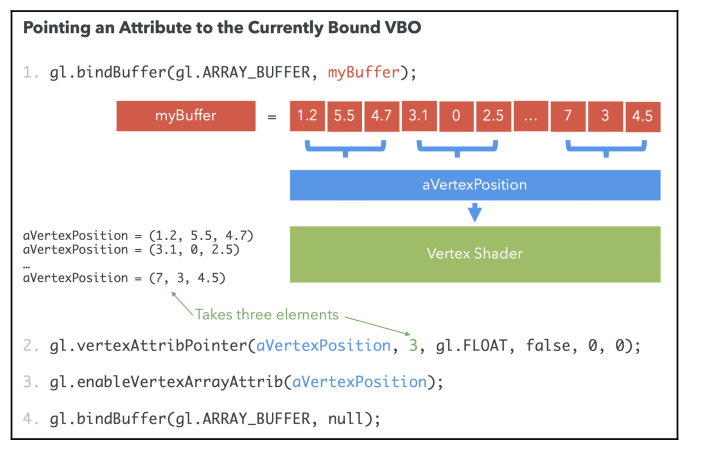 Pointing an Attribute to the Currently Bound VBO
1. gl.bindBuffer(gl.ARRAY_BUFFER, myBuffer);
myBuffer = 1.2 5.5 4.7 3.1 0 2.5 ... 7 3 4.5
aVertexPosition
aVertexPosition = (1.2, 5.5, 4.7)
aVertexPosition = (3.1, 0, 2.5)
…
aVertexPosition = (7, 3, 4.5)
Vertex Shader
Takes three elements
2. gl.vertexAttribPointer(aVertexPosition, 3, gl.FLOAT, false, 0, 0);
3. gl.enableVertexArrayAttrib(aVertexPosition);
4. gl.bindBuffer(gl.ARRAY_BUFFER, null);